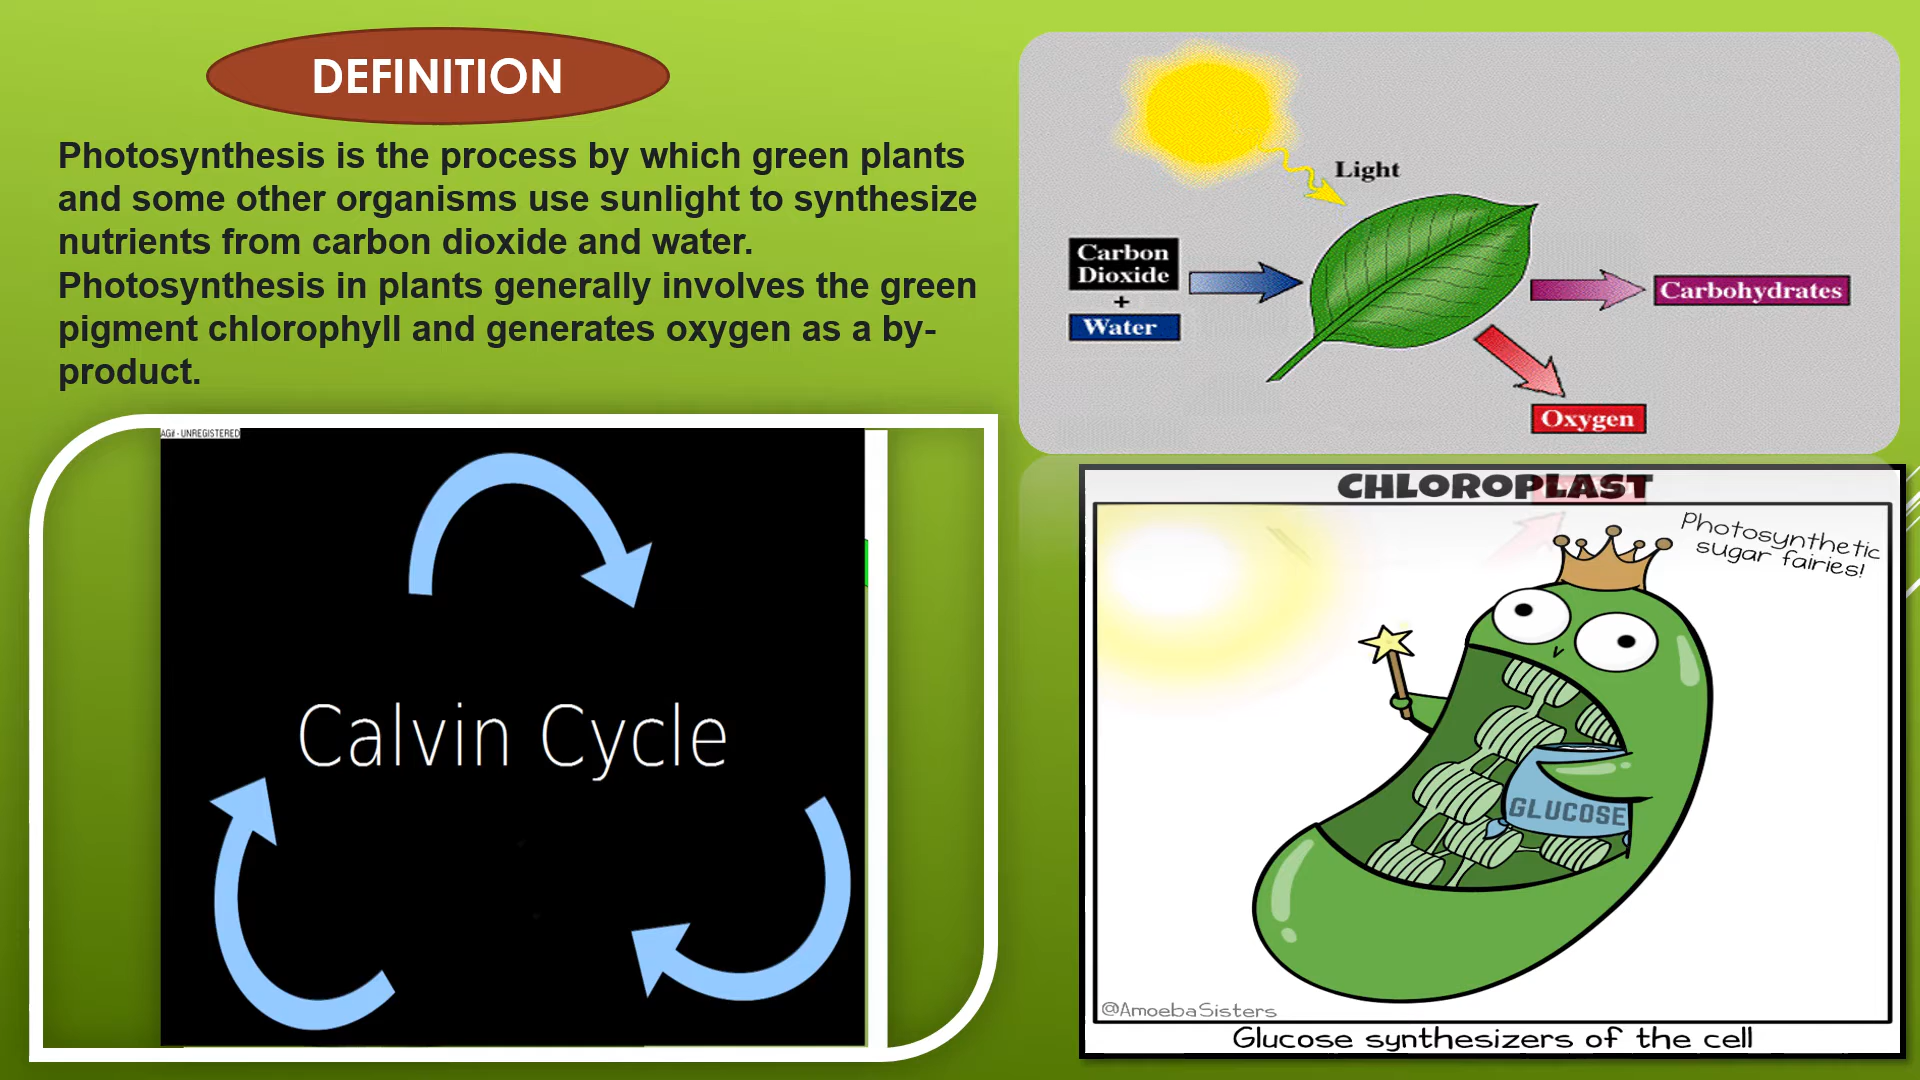 DEFINITION
Photosynthesis is the process by which green plants
and some other organisms use sunlight to synthesize
nutrients from carbon dioxide and water.
Photosynthesis in plants generally involves the green
pigment chlorophyll and generates oxygen as a by-
product.
Light
Carbon
Dioxide
+
Water
Carbohydrates
Oxygen
AGif - UNREGISTERED
Calvin Cycle
CHLOROPLAST
Photosynthetic
sugar fairies!
GLUCOSE
@AmoebaSisters
Glucose synthesizers of the cell